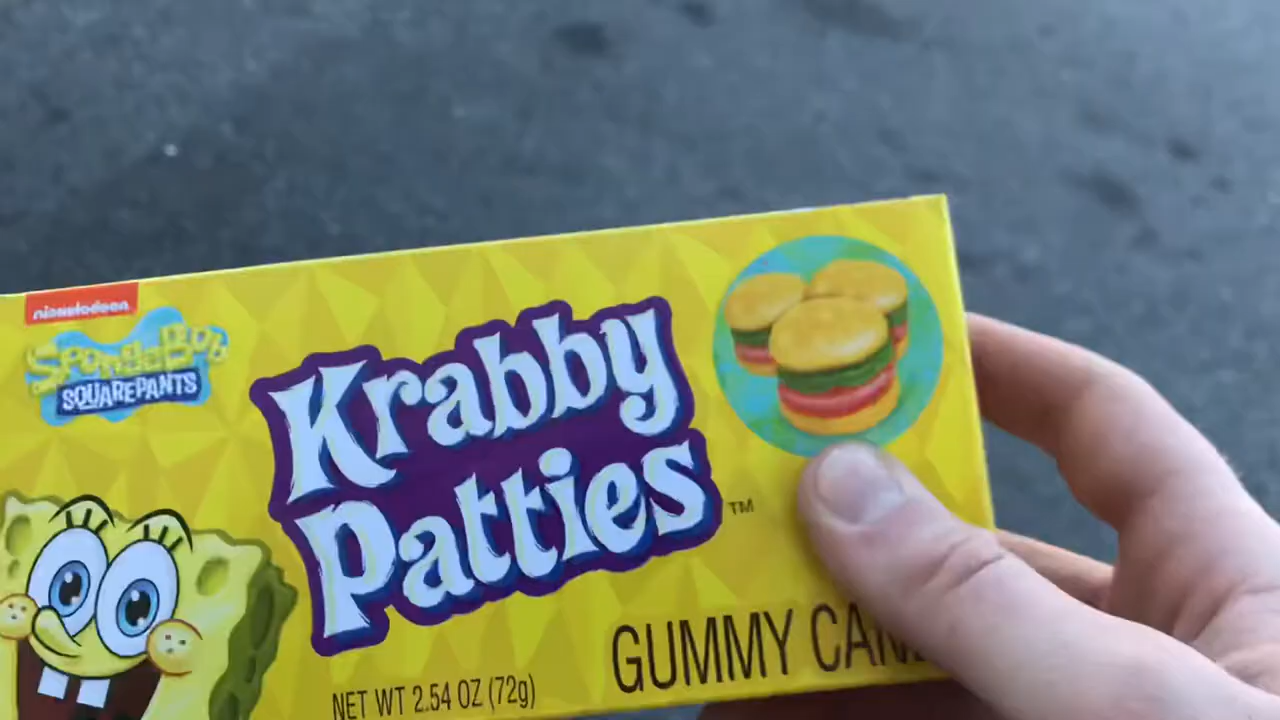 nickelodeon
SpongeBob
SQUAREPANTS
Krabby
Patties
TM
GUMMY CAN
NET WT 2.54 OZ (72g)